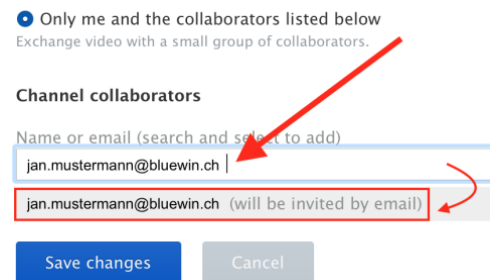 Only me and the collaborators listed below
Exchange video with a small group of collaborators.
Channel collaborators
Name or email (search and select to add)
jan.mustermann@bluewin.ch
jan.mustermann@bluewin.ch (will be invited by email)
Save changes
Cancel